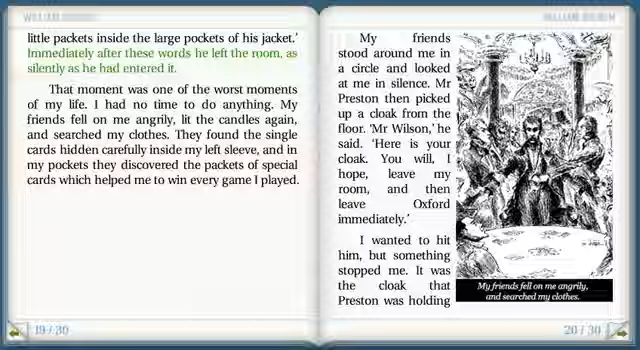 little packets inside the large pockets of his jacket.'
Immediately after these words he left the room, as
silently as he had entered it.
That moment was one of the worst moments
of my life. I had no time to do anything. My
friends fell on me angrily, lit the candles again,
and searched my clothes. They found the single
cards hidden carefully inside my left sleeve, and in
my pockets they discovered the packets of special
cards which helped me to win every game I played.
19 / 30
My friends
stood around me in
a circle and looked
at me in silence. Mr
Preston then picked
up a cloak from the
floor. 'Mr Wilson,' he
said. 'Here is your
cloak. You will, I
hope, leave my
room, and then
leave Oxford
immediately.'
I wanted to hit
him, but something
stopped me. It was
the cloak that
Preston was holding
My friends fell on me angrily,
and searched my clothes.
20 / 30